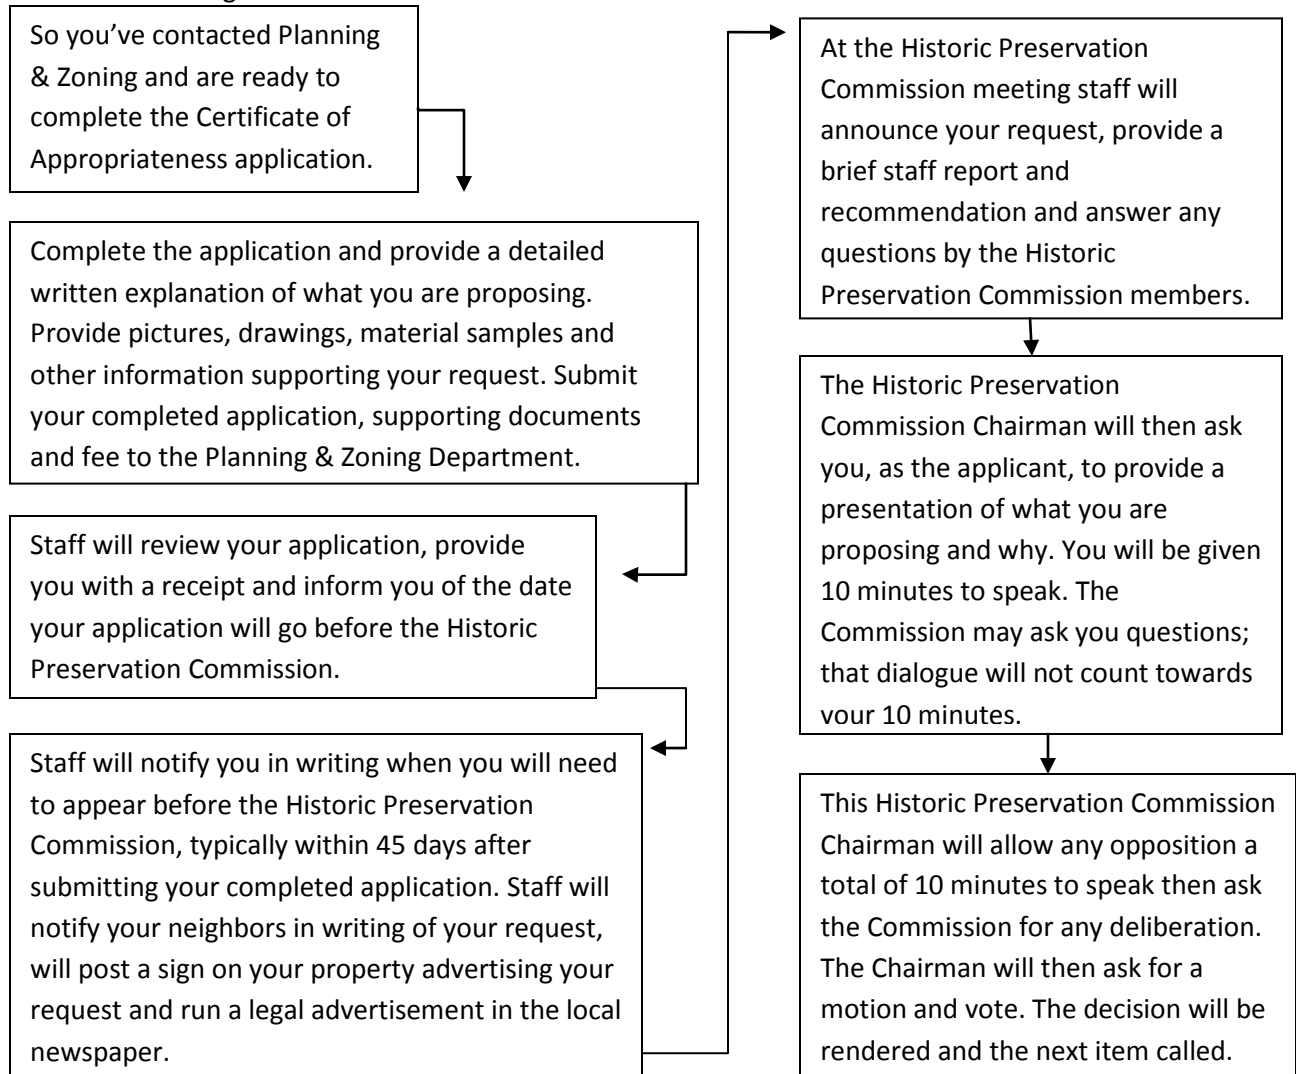 So you’ve contacted Planning
& Zoning and are ready to
complete the Certificate of
Appropriateness application.
Complete the application and provide a detailed
written explanation of what you are proposing.
Provide pictures, drawings, material samples and
other information supporting your request. Submit
your completed application, supporting documents
and fee to the Planning & Zoning Department.
Staff will review your application, provide
you with a receipt and inform you of the date
your application will go before the Historic
Preservation Commission.
Staff will notify you in writing when you will need
to appear before the Historic Preservation
Commission, typically within 45 days after
submitting your completed application. Staff will
notify your neighbors in writing of your request,
will post a sign on your property advertising your
request and run a legal advertisement in the local
newspaper.
At the Historic Preservation
Commission meeting staff will
announce your request, provide a
brief staff report and
recommendation and answer any
questions by the Historic
Preservation Commission members.
The Historic Preservation
Commission Chairman will then ask
you, as the applicant, to provide a
presentation of what you are
proposing and why. You will be given
10 minutes to speak. The
Commission may ask you questions;
that dialogue will not count towards
your 10 minutes.
This Historic Preservation Commission
Chairman will allow any opposition a
total of 10 minutes to speak then ask
the Commission for any deliberation.
The Chairman will then ask for a
motion and vote. The decision will be
rendered and the next item called.